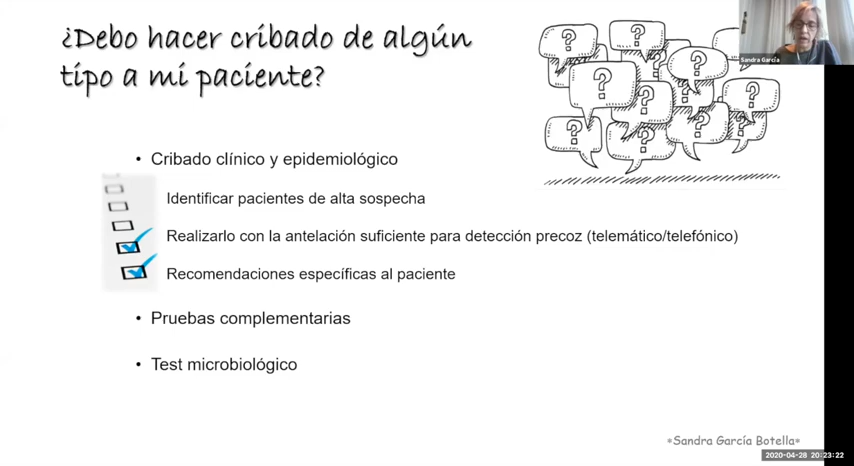 ¿Debo hacer cribado de algún
tipo a mi paciente?
Sandra García
• Cribado clínico y epidemiológico
Identificar pacientes de alta sospecha
Realizarlo con la antelación suficiente para detección precoz (telemático/telefónico)
Recomendaciones específicas al paciente
• Pruebas complementarias
• Test microbiológico
*Sandra García Botella*
2020-04-28 20:23:22